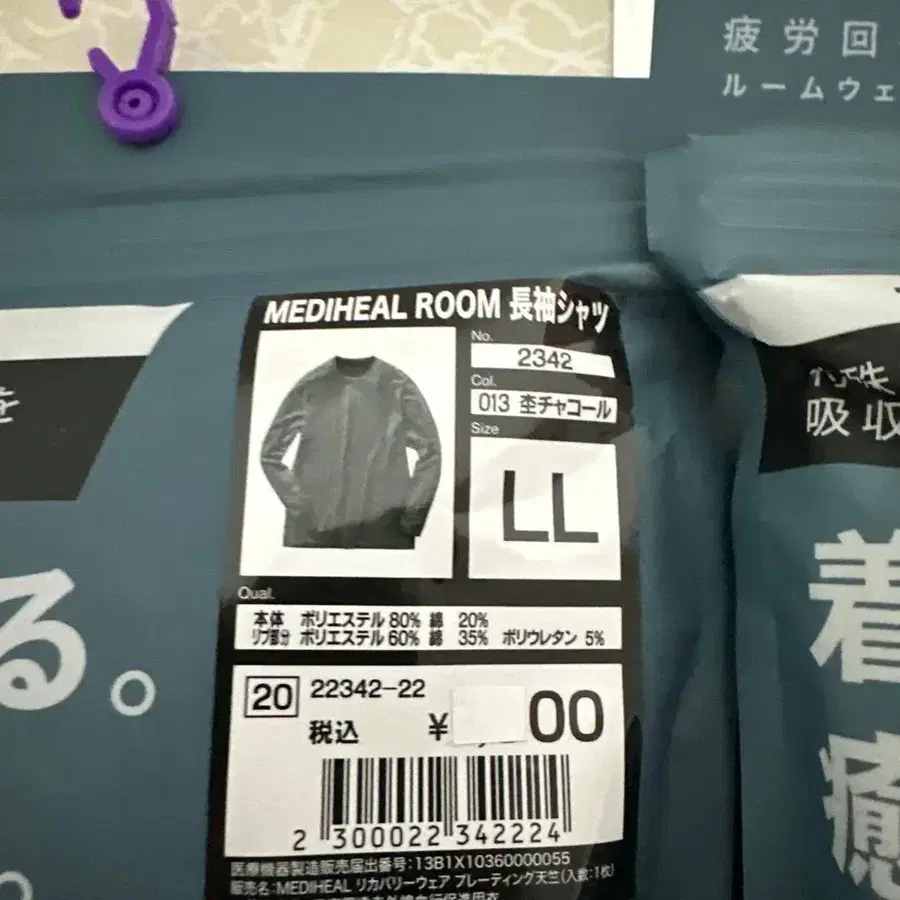 疲労回
ルームウェ
を
る。
MEDIHEAL ROOM 長袖シャツ
No.
2342
Col.
013 杢チャコール
Size
LL
Qual.
本体 ポリエステル 80% 綿 20%
リブ部分 ポリエステル 60% 綿 35% ポリウレタン 5%
20 22342-22
税込 ¥ 00
2 300022 342224
医療機器製造販売届出番号:13B1X10360000055
販売名:MEDIHEAL リカバリーウェア プレーティング天竺(入数:1枚)
特殊
吸収
着
癒